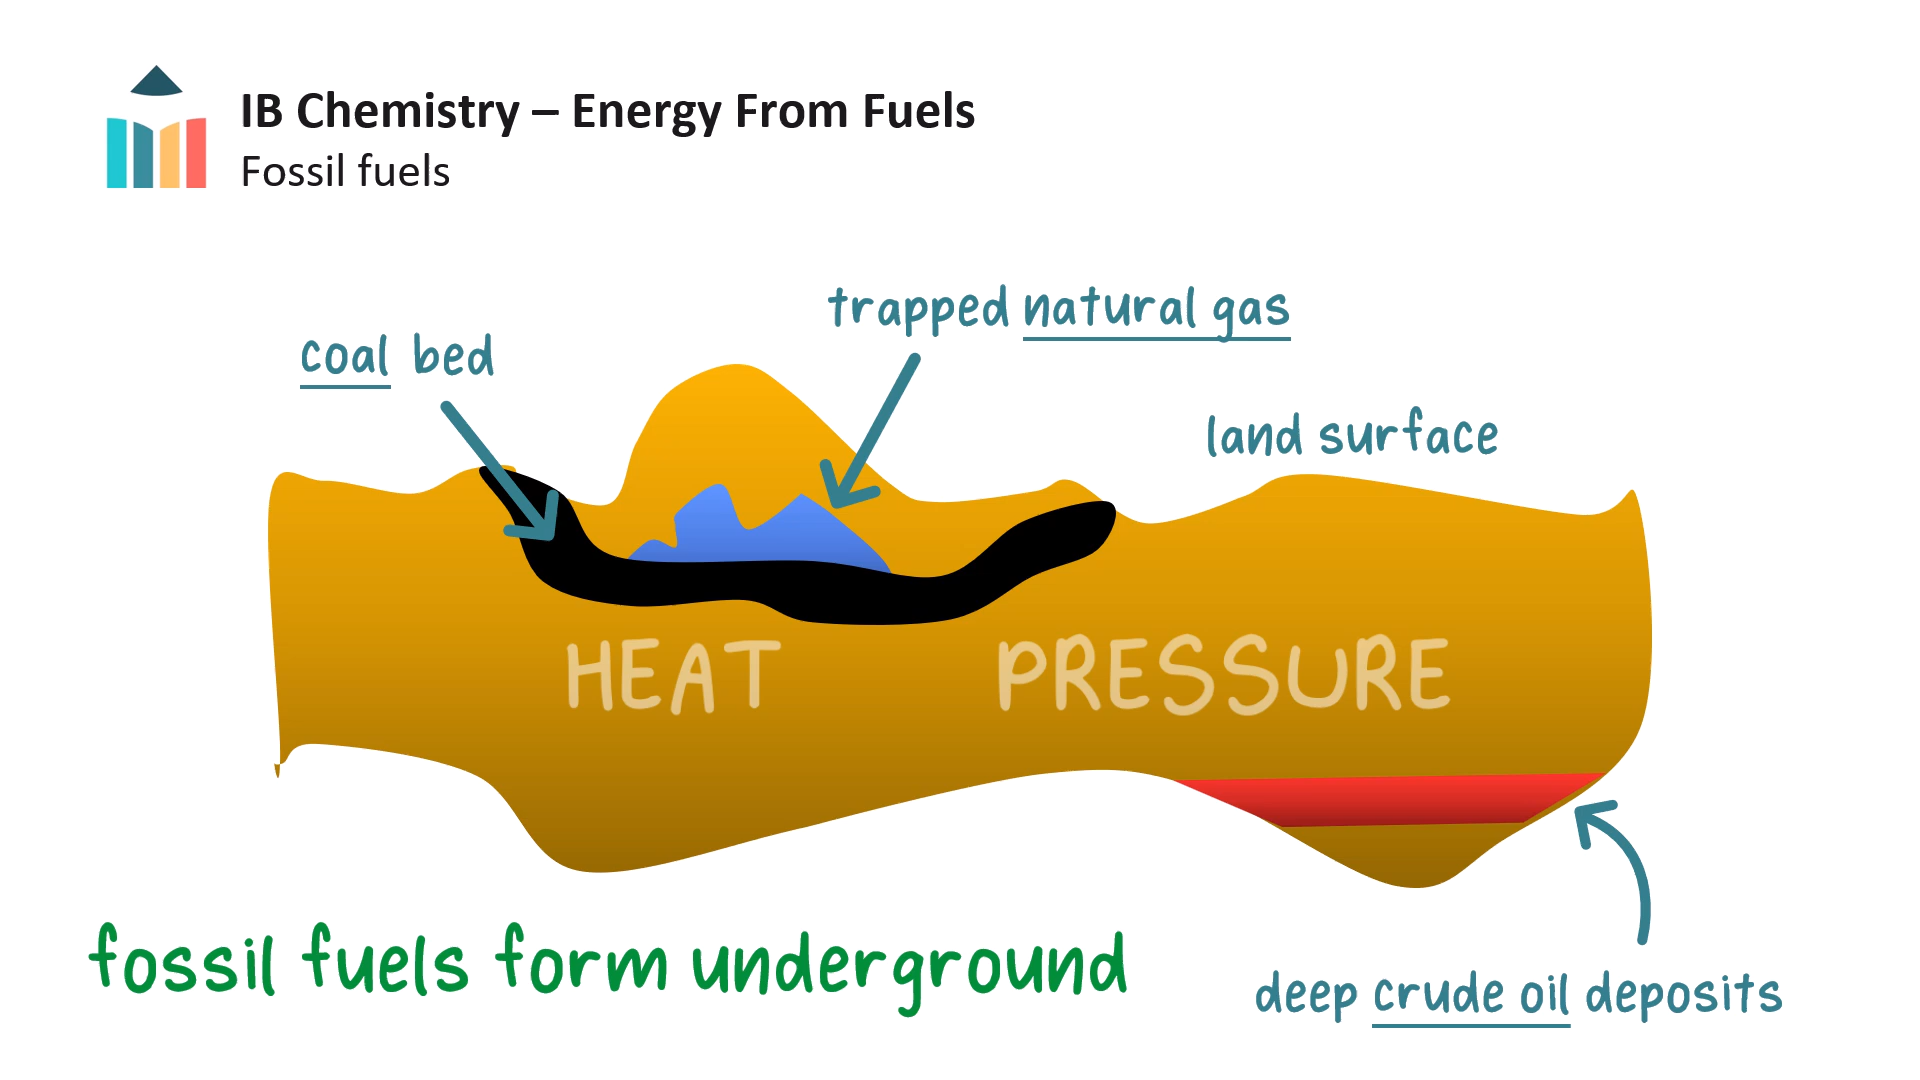 IB Chemistry – Energy From Fuels
Fossil fuels
trapped natural gas
coal bed
land surface
HEAT PRESSURE
fossil fuels form underground
deep crude oil deposits